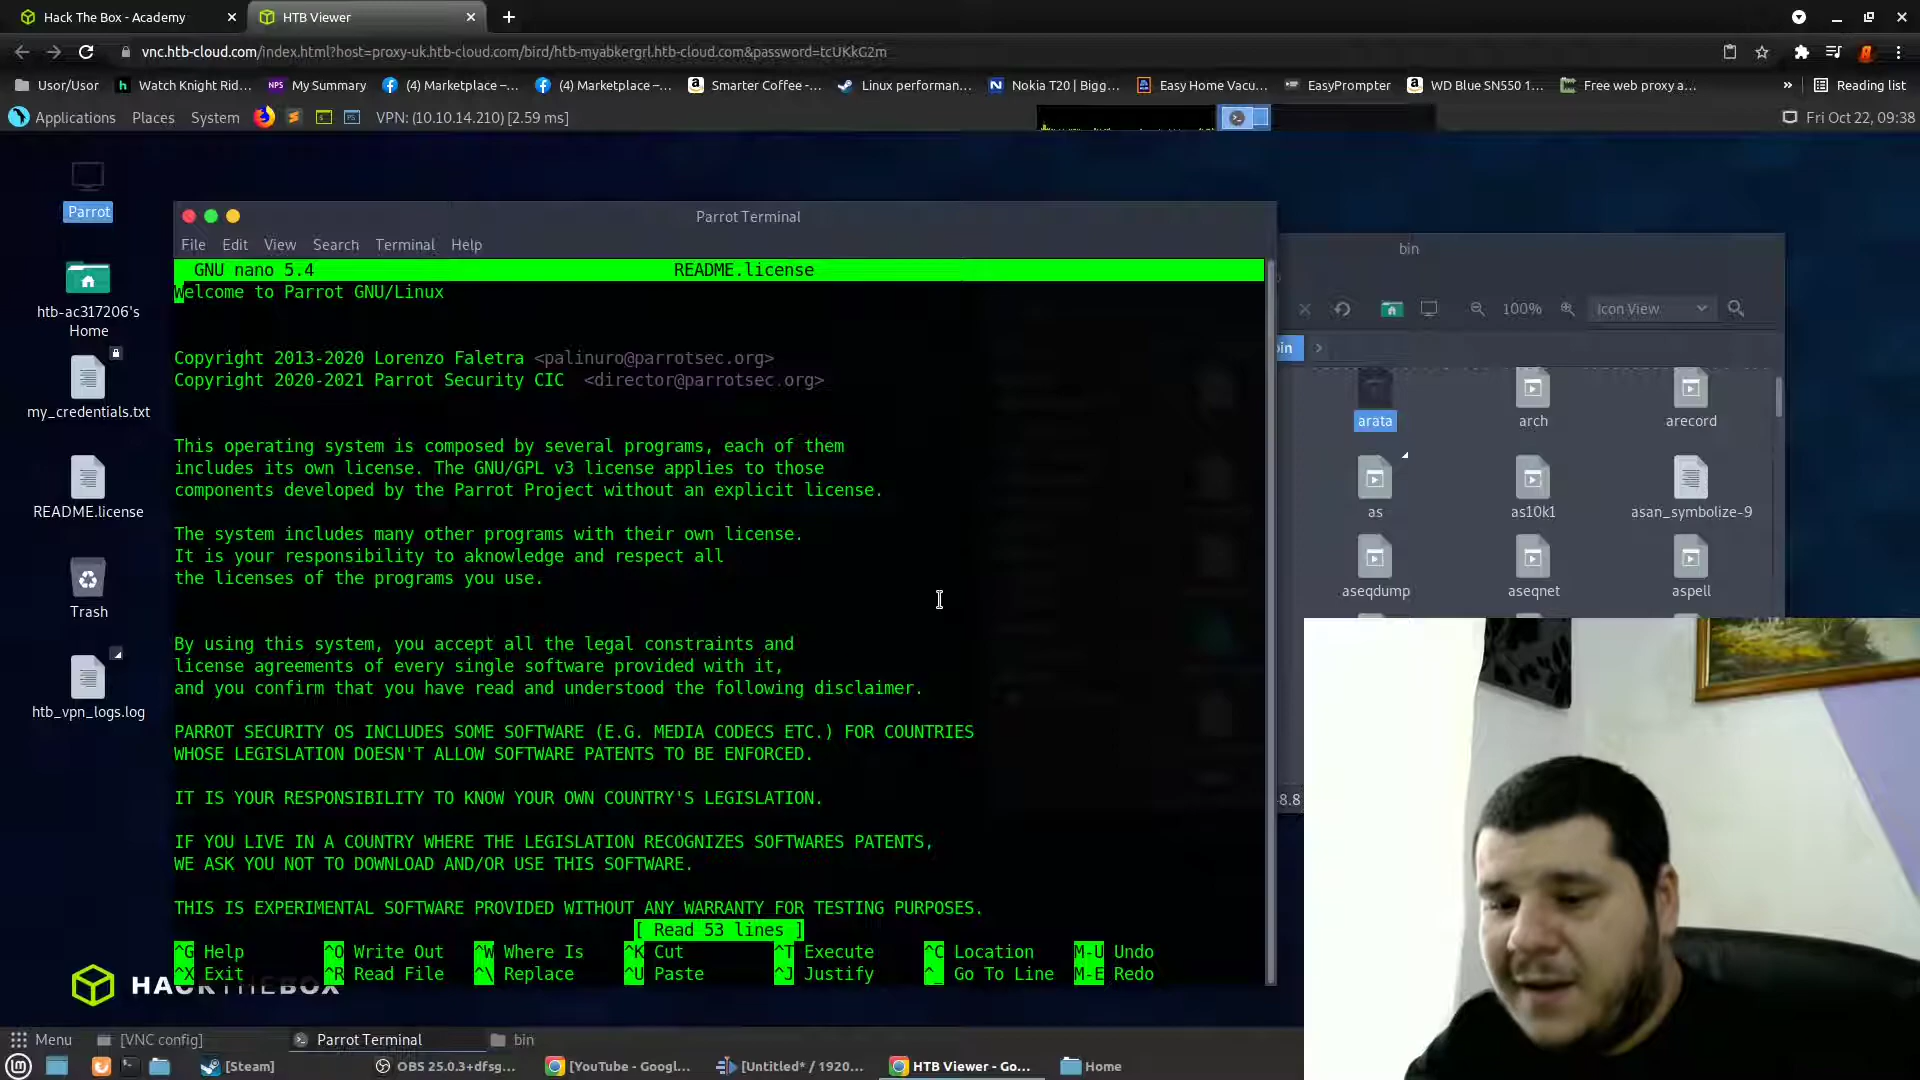 Hack The Box - Academy
HTB Viewer
vnc.htb-cloud.com/index.html?host=proxy-uk.htb-cloud.com/bird/htb-myabkergrl.htb-cloud.com&password=tcUKkG2m
Usor/Usor
Watch Knight Rid...
NPS
My Summary
(4) Marketplace –...
(4) Marketplace –...
Smarter Coffee -...
Linux performan...
Nokia T20 | Bigg...
Easy Home Vacu...
EasyPrompter
WD Blue SN550 1...
Free web proxy a...
»
Reading list
Applications
Places
System
VPN: (10.10.14.210) [2.59 ms]
Fri Oct 22, 09:38
Parrot
htb-ac317206's
Home
my_credentials.txt
README.license
Trash
htb_vpn_logs.log
Parrot Terminal
File Edit View Search Terminal Help
GNU nano 5.4 README.license
Welcome to Parrot GNU/Linux
Copyright 2013-2020 Lorenzo Faletra <palinuro@parrotsec.org>
Copyright 2020-2021 Parrot Security CIC <director@parrotsec.org>
This operating system is composed by several programs, each of them
includes its own license. The GNU/GPL v3 license applies to those
components developed by the Parrot Project without an explicit license.
The system includes many other programs with their own license.
It is your responsibility to aknowledge and respect all
the licenses of the programs you use.
By using this system, you accept all the legal constraints and
license agreements of every single software provided with it,
and you confirm that you have read and understood the following disclaimer.
PARROT SECURITY OS INCLUDES SOME SOFTWARE (E.G. MEDIA CODECS ETC.) FOR COUNTRIES
WHOSE LEGISLATION DOESN'T ALLOW SOFTWARE PATENTS TO BE ENFORCED.
IT IS YOUR RESPONSIBILITY TO KNOW YOUR OWN COUNTRY'S LEGISLATION.
IF YOU LIVE IN A COUNTRY WHERE THE LEGISLATION RECOGNIZES SOFTWARES PATENTS,
WE ASK YOU NOT TO DOWNLOAD AND/OR USE THIS SOFTWARE.
THIS IS EXPERIMENTAL SOFTWARE PROVIDED WITHOUT ANY WARRANTY FOR TESTING PURPOSES.
[ Read 53 lines ]
^G Help ^O Write Out ^W Where Is ^K Cut ^T Execute ^C Location M-U Undo
^X Exit ^R Read File ^\ Replace ^U Paste ^J Justify ^_ Go To Line M-E Redo
bin
100%
Icon View
bin
arata
arch
arecord
as
as10k1
asan_symbolize-9
aseqdump
aseqnet
aspell
8.8
HACKTHEBOX
Menu
[VNC config]
Parrot Terminal
bin
[Steam]
OBS 25.0.3+dfsg...
[YouTube - Googl...
[Untitled* / 1920...
HTB Viewer - Go...
Home